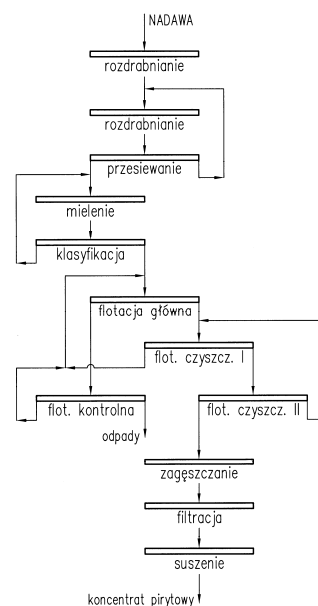 NADAWA
rozdrabnianie
rozdrabnianie
przesiewanie
mielenie
klasyfikacja
flotacja główna
flot. czyszcz. I
flot. kontrolna
flot. czyszcz. II
odpady
zagęszczanie
filtracja
suszenie
koncentrat pirytowy